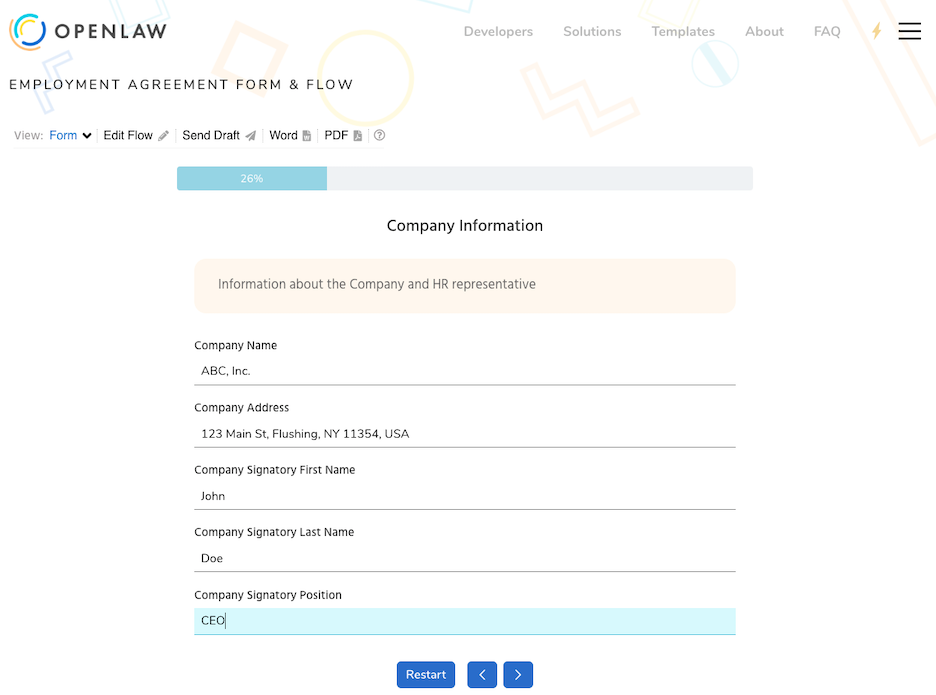 OPENLAW Developers Solutions Templates About FAQ
EMPLOYMENT AGREEMENT FORM & FLOW
View: Form Edit Flow Send Draft Word PDF ?
26%
Company Information
Information about the Company and HR representative
Company Name
ABC, Inc.
Company Address
123 Main St, Flushing, NY 11354, USA
Company Signatory First Name
John
Company Signatory Last Name
Doe
Company Signatory Position
CEO
Restart